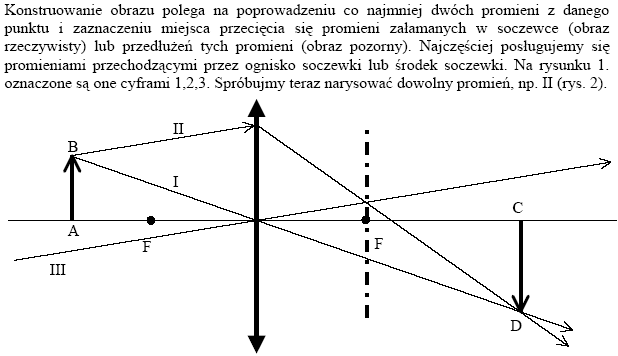 Konstruowanie obrazu polega na poprowadzeniu co najmniej dwóch promieni z danego
punktu i zaznaczeniu miejsca przecięcia się promieni załamanych w soczewce (obraz
rzeczywisty) lub przedłużeń tych promieni (obraz pozorny). Najczęściej posługujemy się
promieniami przechodzącymi przez ognisko lub środek soczewki. Na rysunku 1.
oznaczone są one cyframi 1,2,3. Spróbujmy teraz narysować dowolny promień, np. II (rys. 2).
II
B
I
C
A
F
F
III
D